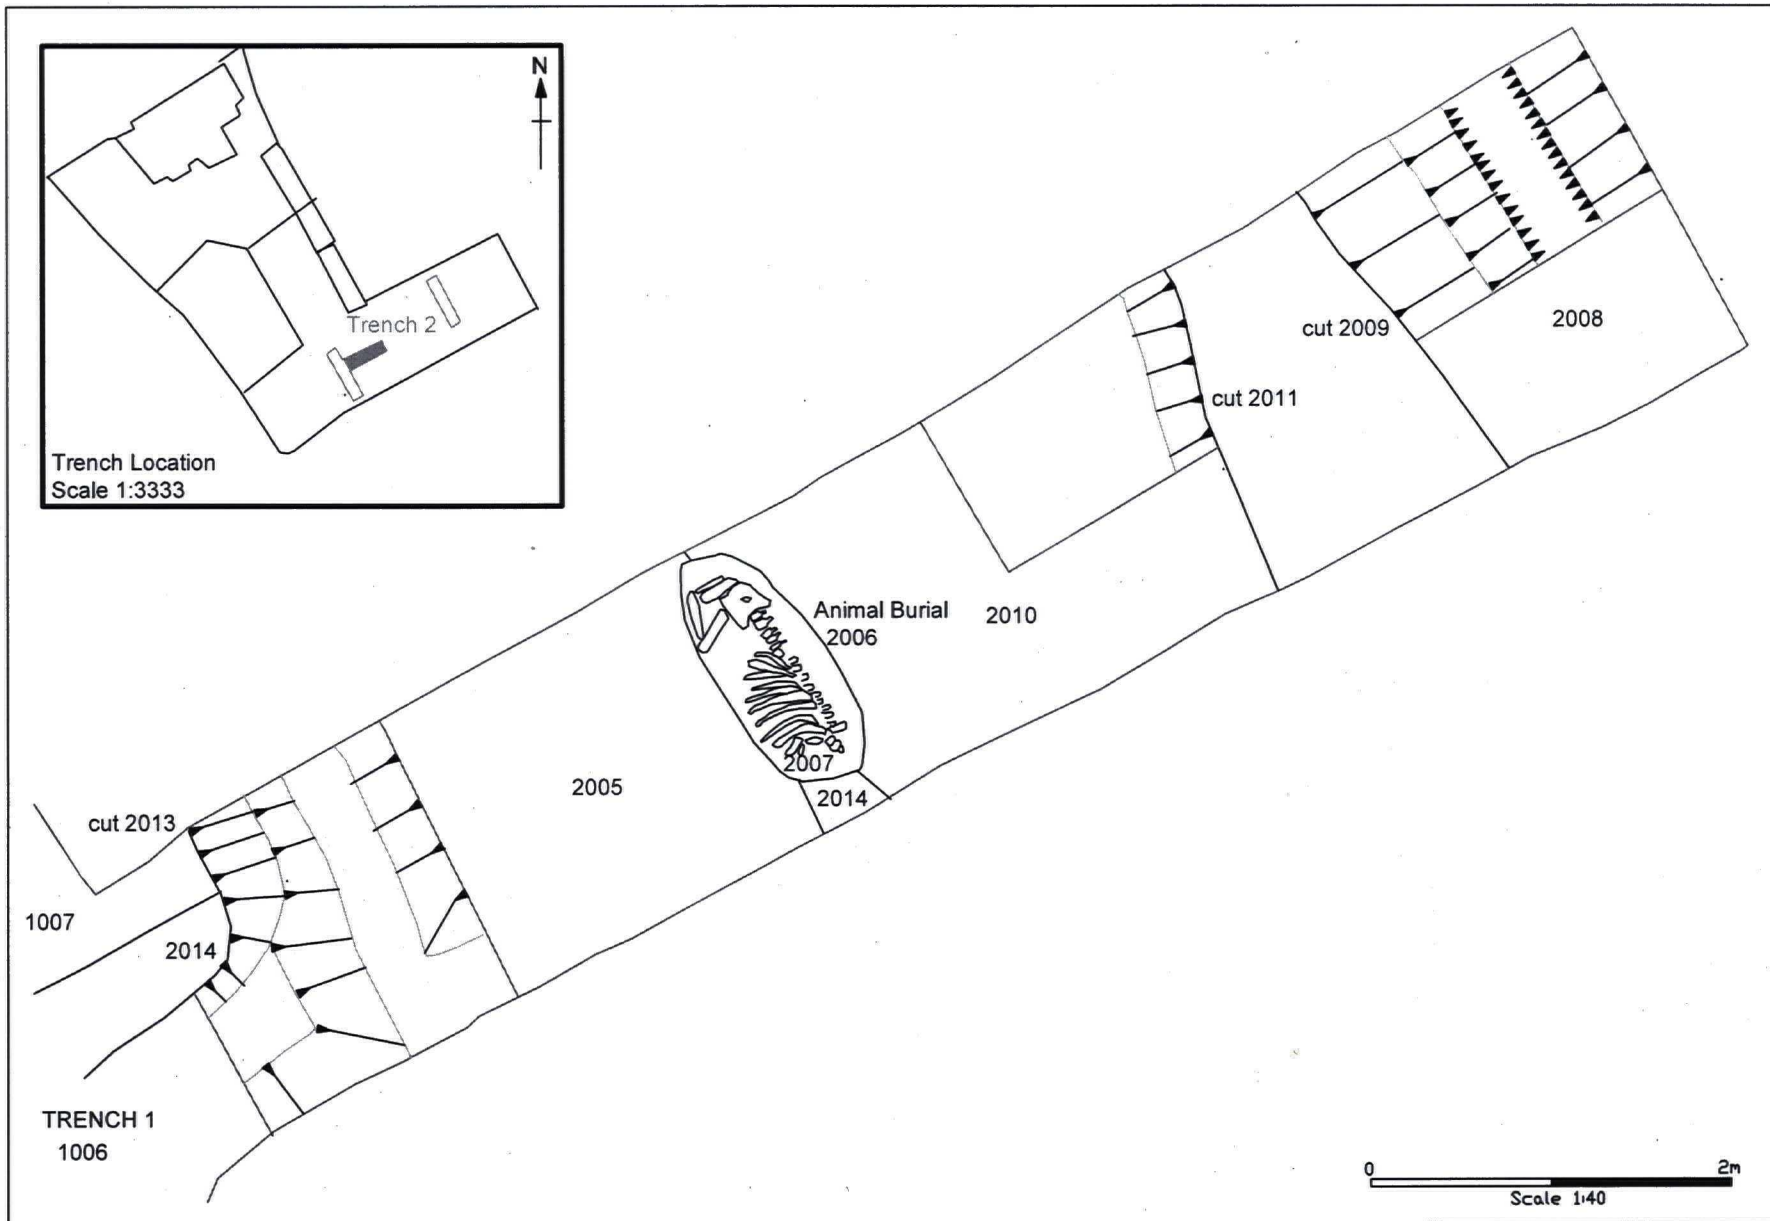 N
Trench 2
Trench Location
Scale 1:3333
2008
cut 2009
cut 2011
Animal Burial
2006
2010
2007
2005
2014
cut 2013
1007
2014
TRENCH 1
1006
0 2m
Scale 1:40